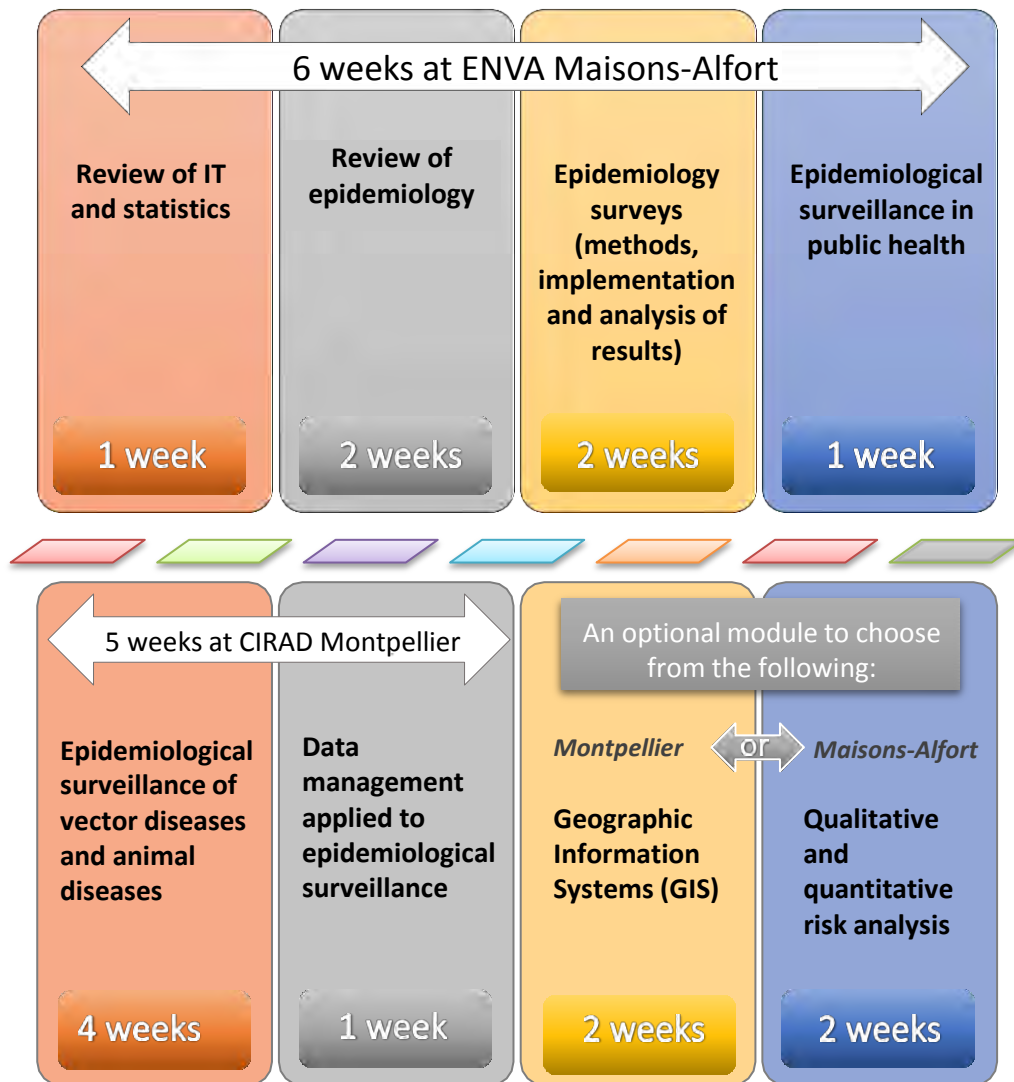 6 weeks at ENVA Maisons-Alfort
Review of IT
and statistics
1 week
Review of
epidemiology
2 weeks
Epidemiology
surveys
(methods,
implementation
and analysis of
results)
2 weeks
Epidemiological
surveillance in
public health
1 week
5 weeks at CIRAD Montpellier
Epidemiological
surveillance of
vector diseases
and animal
diseases
4 weeks
Data
management
applied to
epidemiological
surveillance
1 week
An optional module to choose
from the following:
Montpellier or Maisons-Alfort
Geographic
Information
Systems (GIS)
2 weeks
Qualitative
and
quantitative
risk analysis
2 weeks